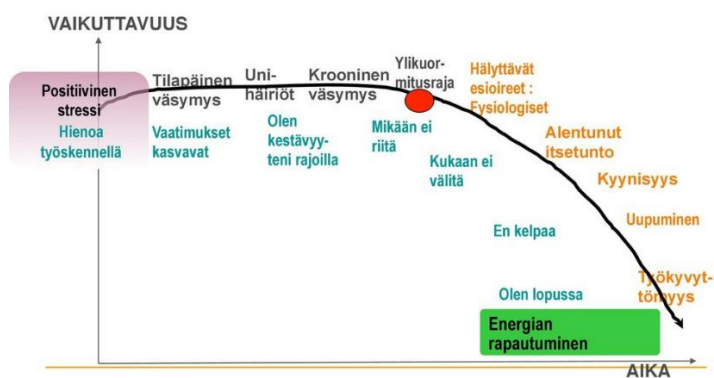 VAIKUTTAVUUS
Positiivinen
stressi
Hienoa
työskennellä
Tilapäinen
väsymys
Vaatimukset
kasvavat
Uni-
häiriöt
Olen
kestävyy-
teni rajoilla
Krooninen
väsymys
Ylikuor-
mitusraja
Mikään ei
riitä
Hälyttävät
esioireet :
Fysiologiset
Kukaan ei
välitä
Alentunut
itsetunto
Kyynisyys
En kelpaa
Uupuminen
Työkyvyt-
tömyys
Olen lopussa
Energian
rapautuminen
AIKA